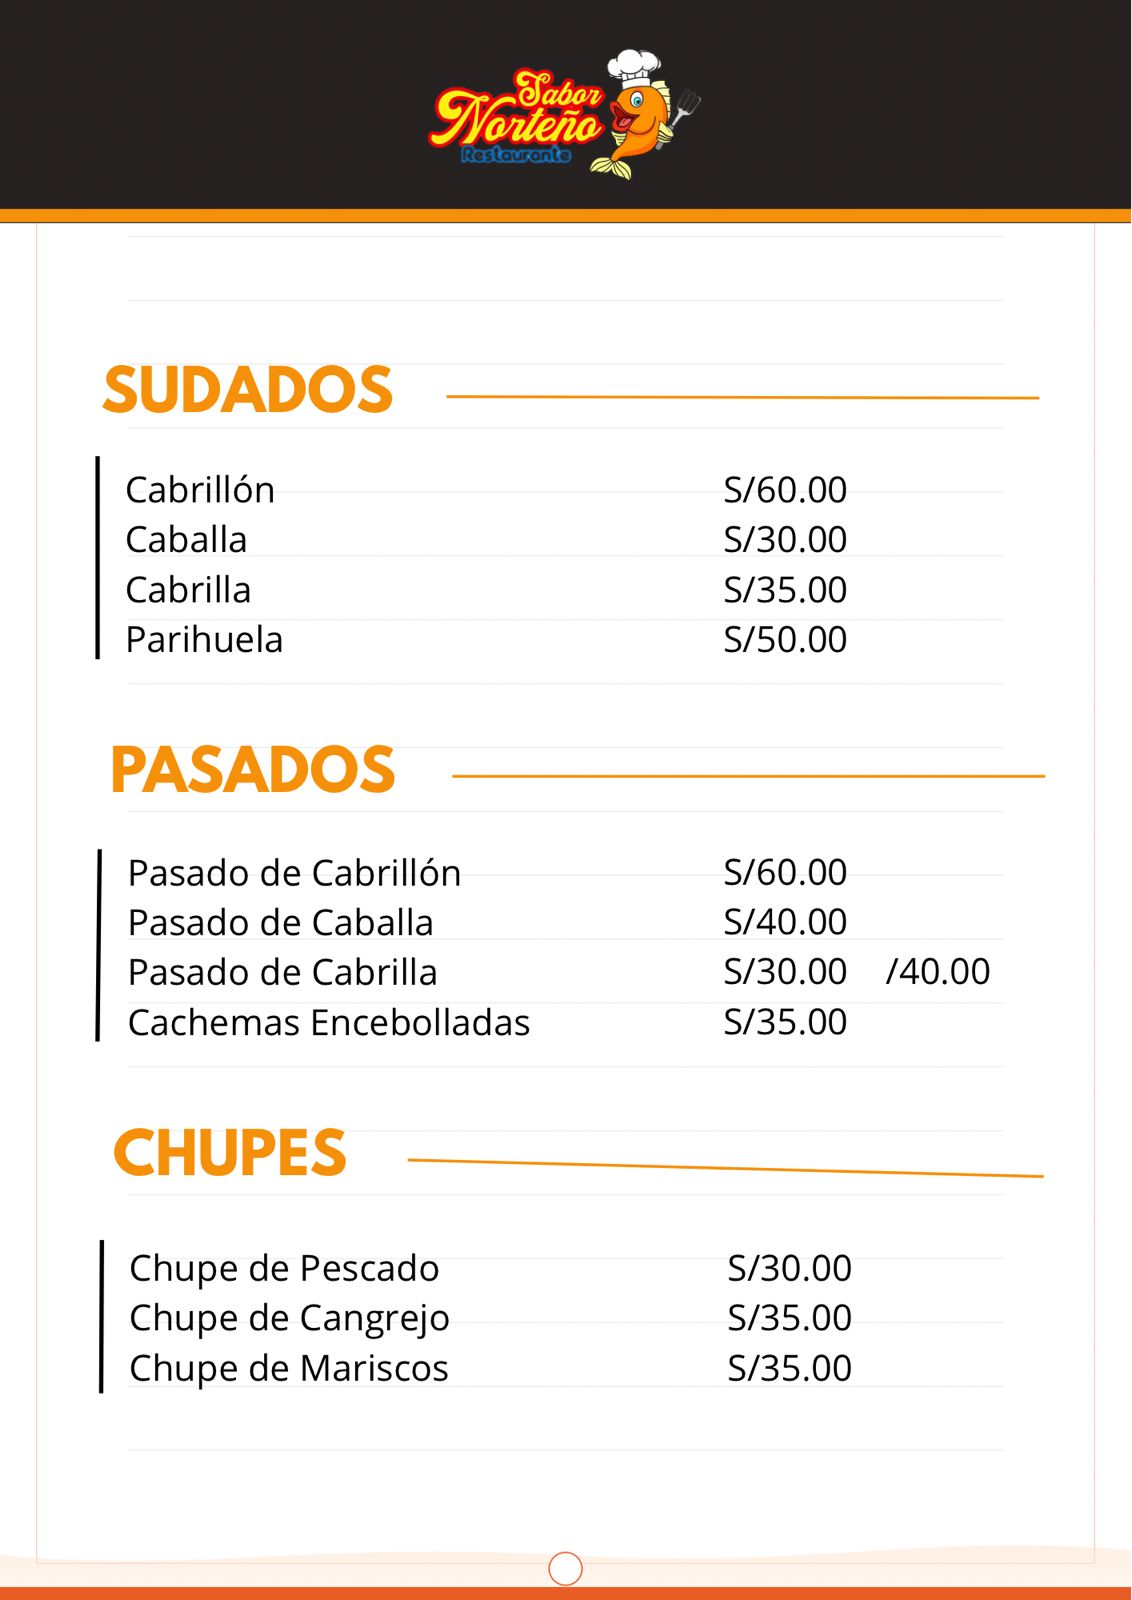 Sabor
Norteño
Restaurante
SUDADOS
Cabrillón S/60.00
Caballa S/30.00
Cabrilla S/35.00
Parihuela S/50.00
PASADOS
Pasado de Cabrillón S/60.00
Pasado de Caballa S/40.00
Pasado de Cabrilla S/30.00 /40.00
Cachemas Encebolladas S/35.00
CHUPES
Chupe de Pescado S/30.00
Chupe de Cangrejo S/35.00
Chupe de Mariscos S/35.00